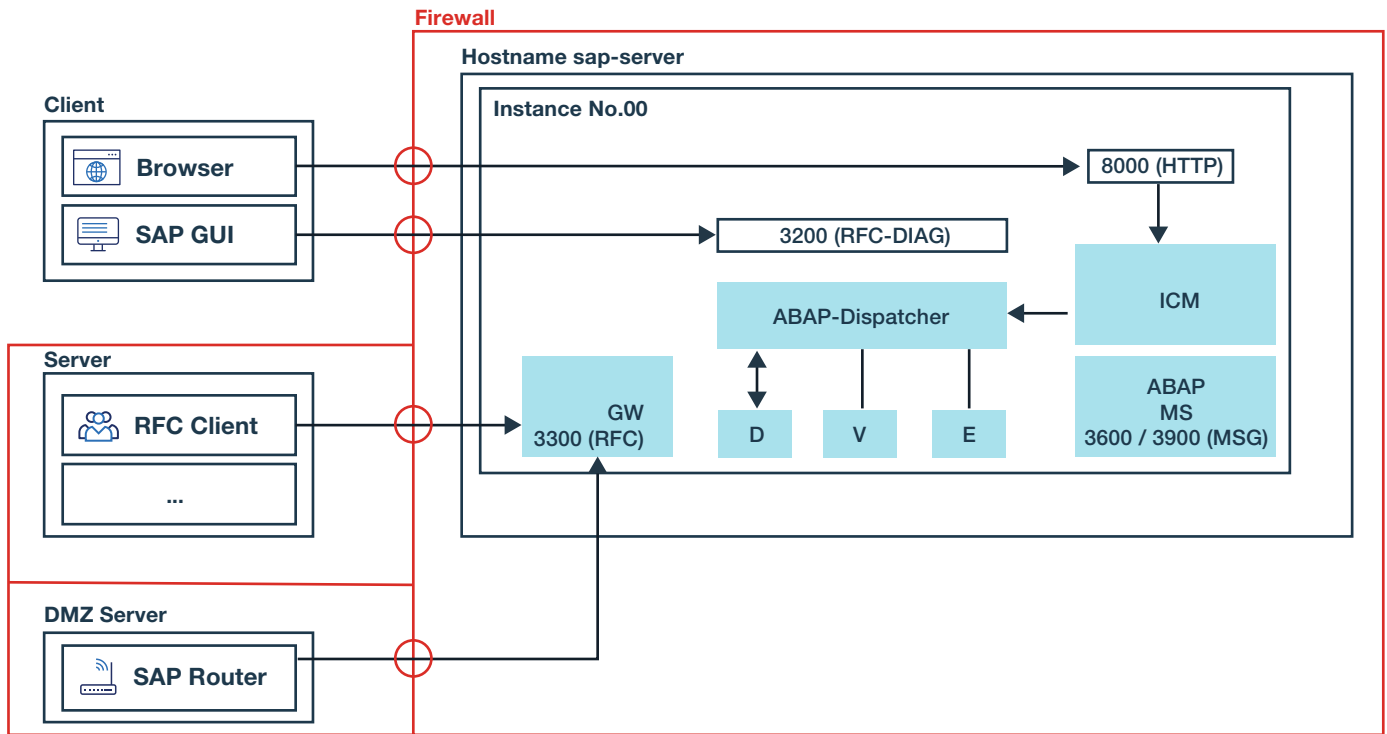 Firewall
Hostname sap-server
Instance No.00
Client
Browser
SAP GUI
8000 (HTTP)
3200 (RFC-DIAG)
ICM
ABAP-Dispatcher
Server
RFC Client
...
GW
3300 (RFC)
D
V
E
ABAP
MS
3600 / 3900 (MSG)
DMZ Server
SAP Router